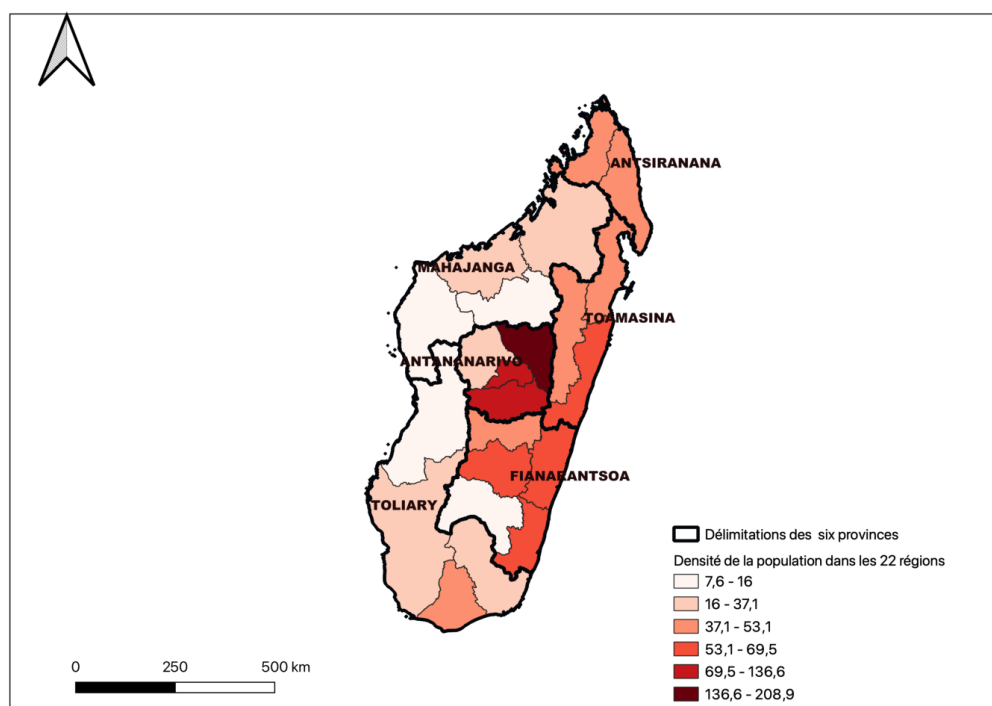 ANTSIRANANA
MAHAJANGA
TOAMASINA
ANTANANARIVO
FIANARANTSOA
TOLIARY
Délimitations des six provinces
Densité de la population dans les 22 régions
7,6 - 16
16 - 37,1
37,1 - 53,1
53,1 - 69,5
69,5 - 136,6
136,6 - 208,9
0 250 500 km